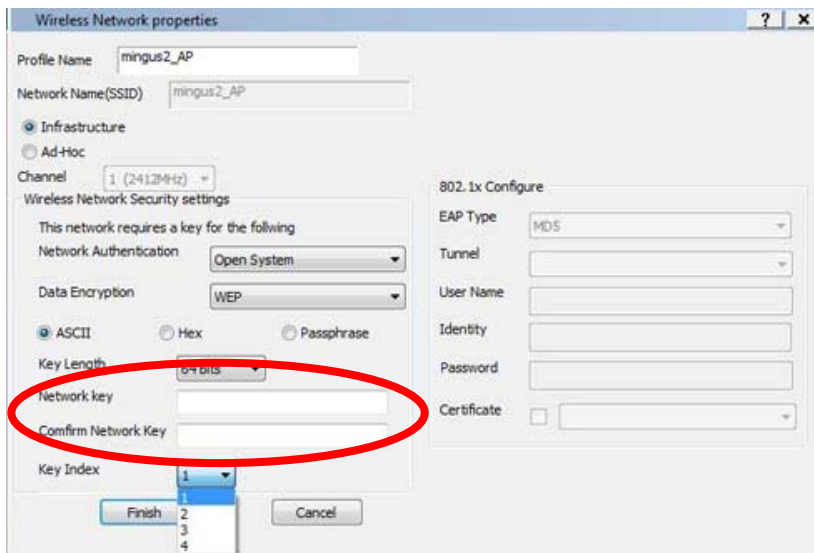 Wireless Network properties
? x
Profile Name mingus2_AP
Network Name(SSID) mingus2_AP
Infrastructure
Ad-Hoc
Channel 1 (2412MHz)
Wireless Network Security settings
This network requires a key for the follwing
Network Authentication Open System
Data Encryption WEP
ASCII Hex Passphrase
Key Length 64 Bits
Network key
Comfirm Network Key
Key Index 1
1
2
3
4
Finish Cancel
802.1x Configure
EAP Type MD5
Tunnel
User Name
Identity
Password
Certificate